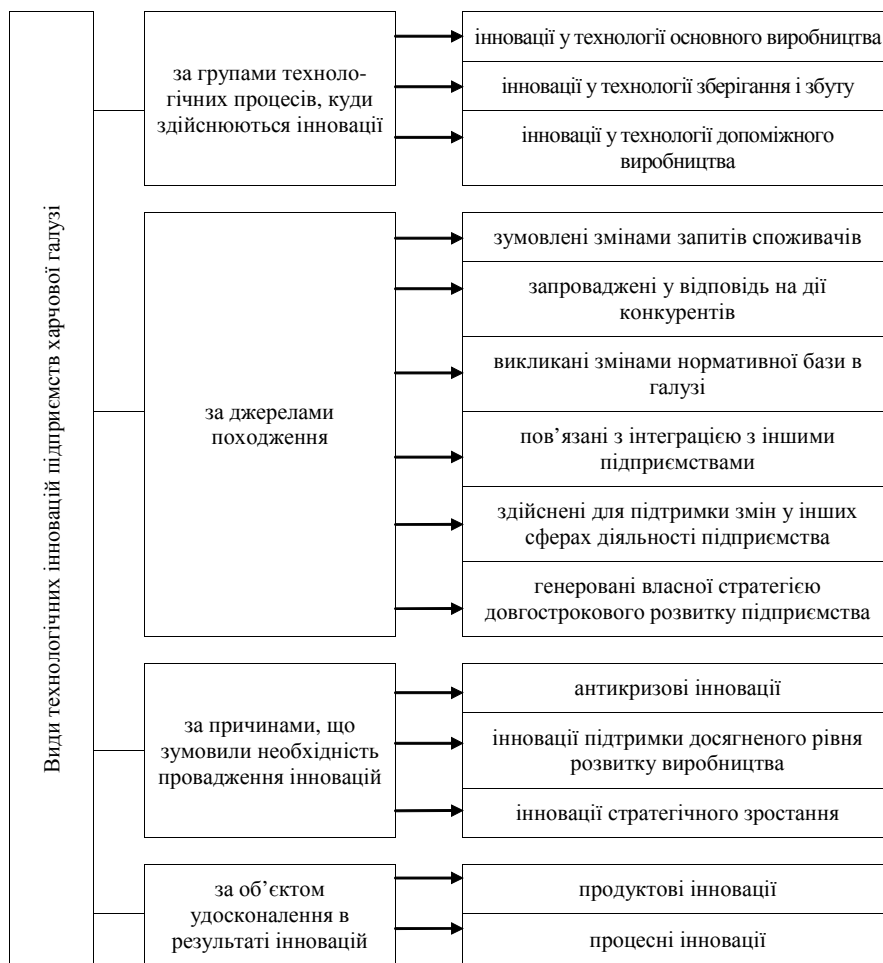 Види технологічних інновацій підприємств харчової галузі
за групами техноло-
гічних процесів, куди
здійснюються інновації
інновації у технології основного виробництва
інновації у технології зберігання і збуту
інновації у технології допоміжного
виробництва
за джерелами
походження
зумовлені змінами запитів споживачів
запроваджені у відповідь на дії
конкурентів
викликані змінами нормативної бази в
галузі
пов’язані з інтеграцією з іншими
підприємствами
здійснені для підтримки змін у інших
сферах діяльності підприємства
генеровані власної стратегією
довгострокового розвитку підприємства
за причинами, що
зумовили необхідність
провадження інновацій
антикризові інновації
інновації підтримки досягненого рівня
розвитку виробництва
інновації стратегічного зростання
за об’єктом
удосконалення в
результаті інновацій
продуктові інновації
процесні інновації